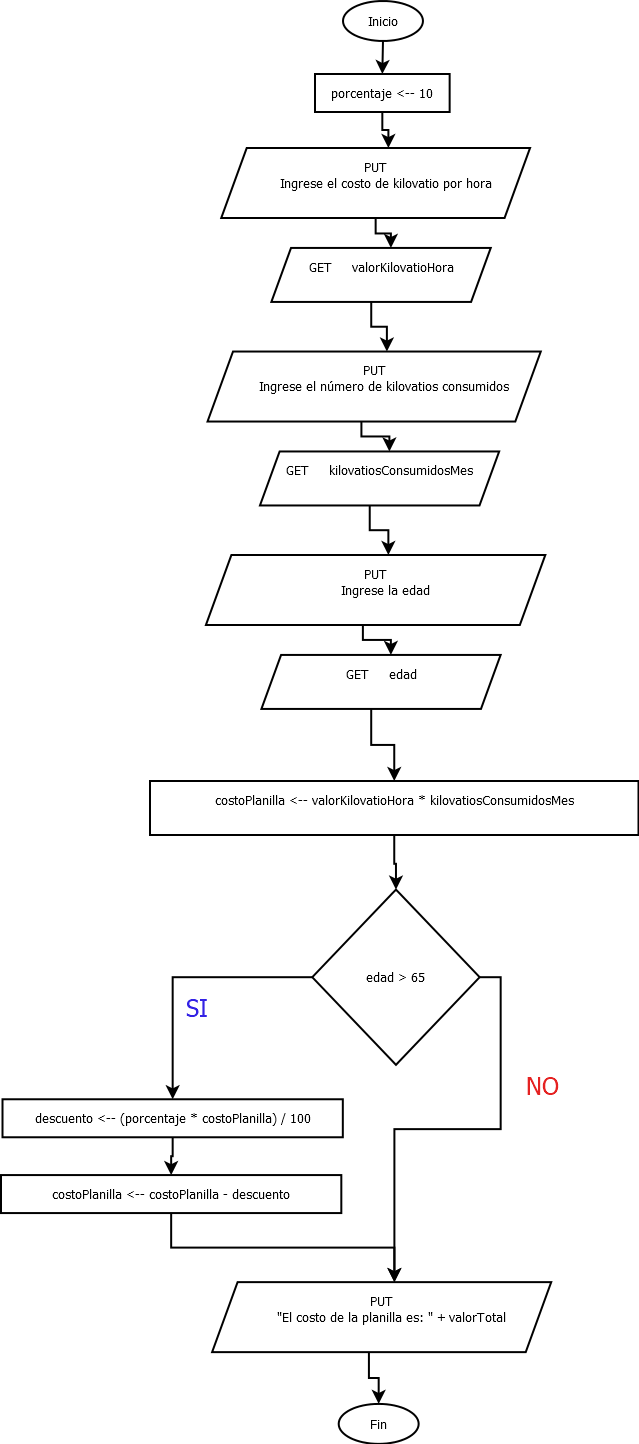 Inicio
porcentaje <-- 10
PUT
Ingrese el costo de kilovatio por hora
GET valorKilovatioHora
PUT
Ingrese el número de kilovatios consumidos
GET kilovatiosConsumidosMes
PUT
Ingrese la edad
GET edad
costoPlanilla <-- valorKilovatioHora * kilovatiosConsumidosMes
edad > 65
SI
NO
descuento <-- (porcentaje * costoPlanilla) / 100
costoPlanilla <-- costoPlanilla - descuento
PUT
"El costo de la planilla es: " + valorTotal
Fin